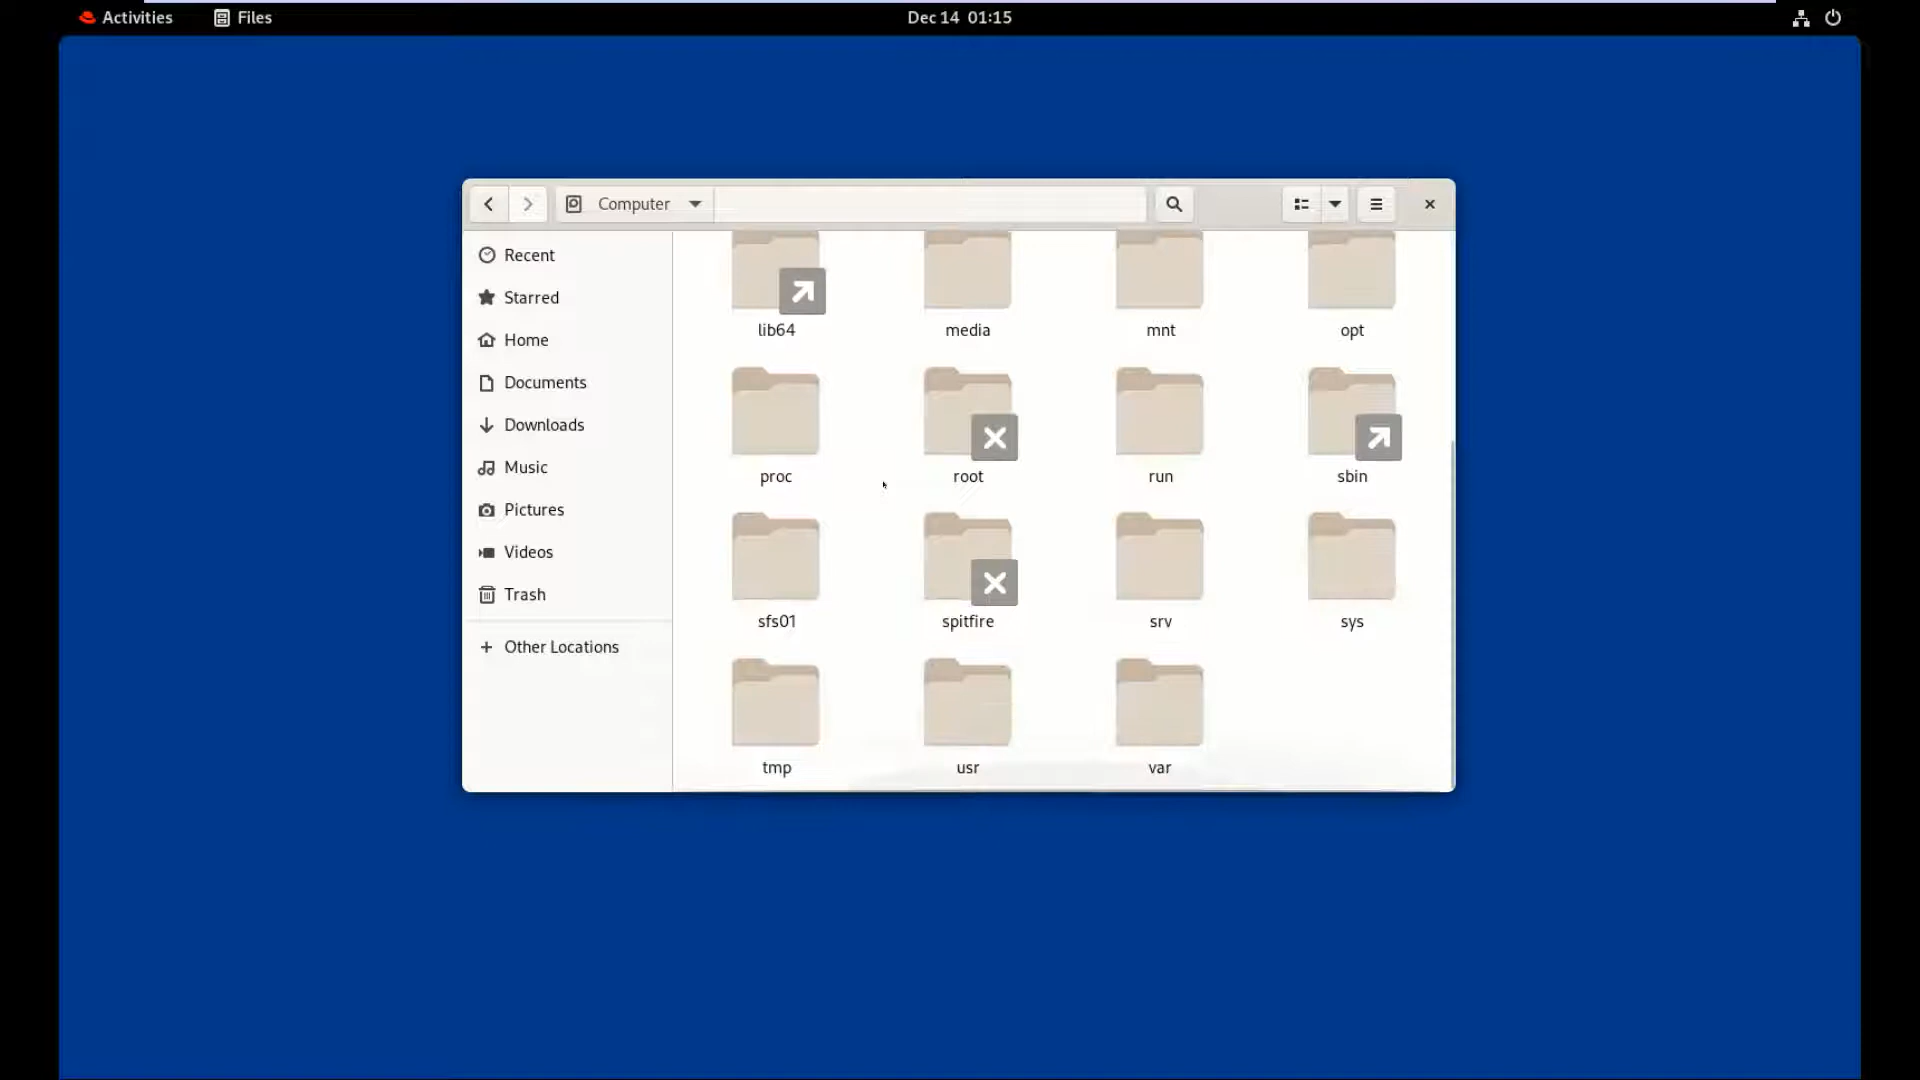 Activities
Files
Dec 14 01:15
Computer
Recent
Starred
Home
Documents
Downloads
Music
Pictures
Videos
Trash
Other Locations
lib64 media mnt opt
proc root run sbin
sfs01 spitfire srv sys
tmp usr var